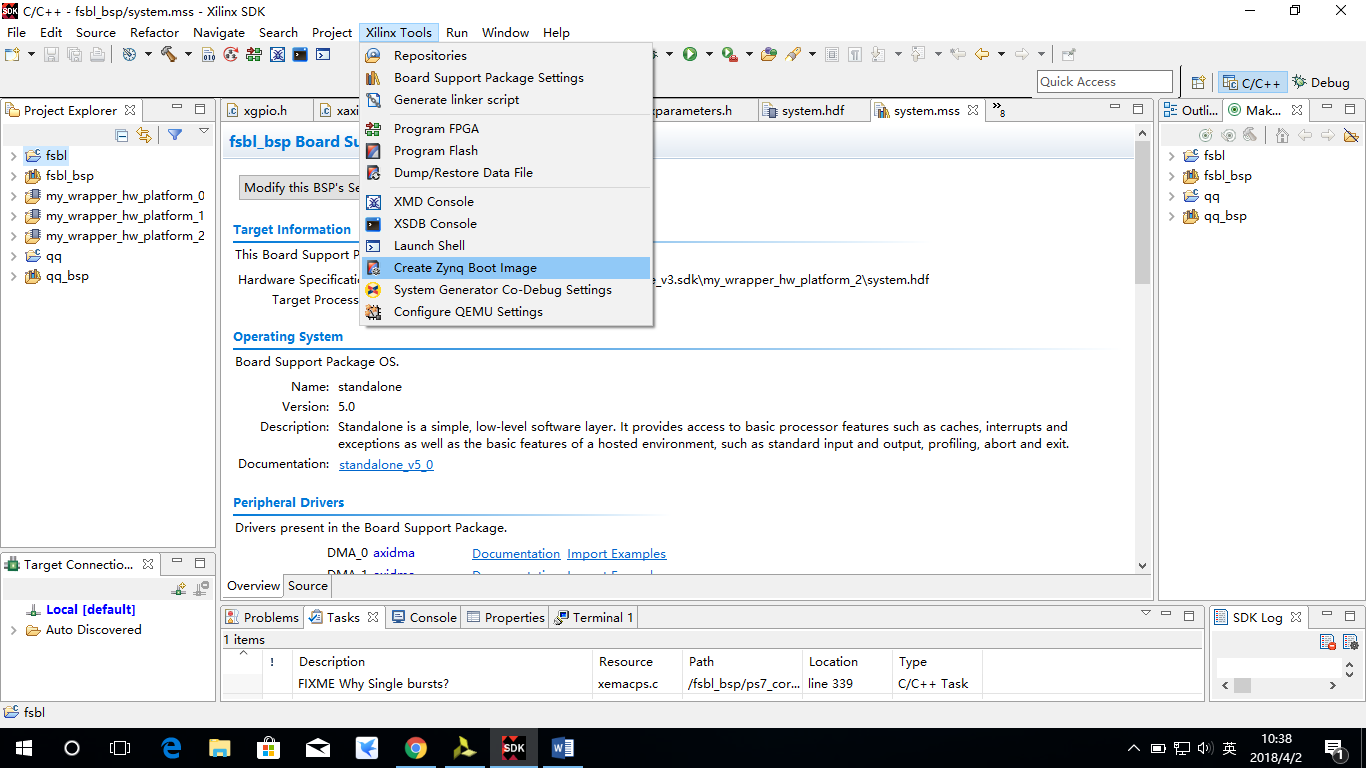 C/C++ - fsbl_bsp/system.mss - Xilinx SDK
File Edit Source Refactor Navigate Search Project Xilinx Tools Run Window Help
Repositories
Board Support Package Settings
Generate linker script
Program FPGA
Program Flash
Dump/Restore Data File
XMD Console
XSDB Console
Launch Shell
Create Zynq Boot Image
System Generator Co-Debug Settings
Configure QEMU Settings
Quick Access
C/C++
Debug
Project Explorer
fsbl
fsbl_bsp
my_wrapper_hw_platform_0
my_wrapper_hw_platform_1
my_wrapper_hw_platform_2
qq
qq_bsp
xgpio.h
xaxi
parameters.h
system.hdf
system.mss
8
fsbl_bsp Board Su
Modify this BSP's Se
Target Information
This Board Support P
Hardware Specificatio
e_v3.sdk\my_wrapper_hw_platform_2\system.hdf
Target Process
Operating System
Board Support Package OS.
Name: standalone
Version: 5.0
Description: Standalone is a simple, low-level software layer. It provides access to basic processor features such as caches, interrupts and
exceptions as well as the basic features of a hosted environment, such as standard input and output, profiling, abort and exit.
Documentation: standalone_v5_0
Peripheral Drivers
Drivers present in the Board Support Package.
DMA_0 axidma Documentation Import Examples
Overview Source
Outli...
Mak...
fsbl
fsbl_bsp
qq
qq_bsp
Target Connectio...
Local [default]
Auto Discovered
Problems Tasks Console Properties Terminal 1
1 items
! Description Resource Path Location Type
FIXME Why Single bursts? xemacps.c /fsbl_bsp/ps7_cor... line 339 C/C++ Task
SDK Log
fsbl
SDK
英
10:38
2018/4/2
1